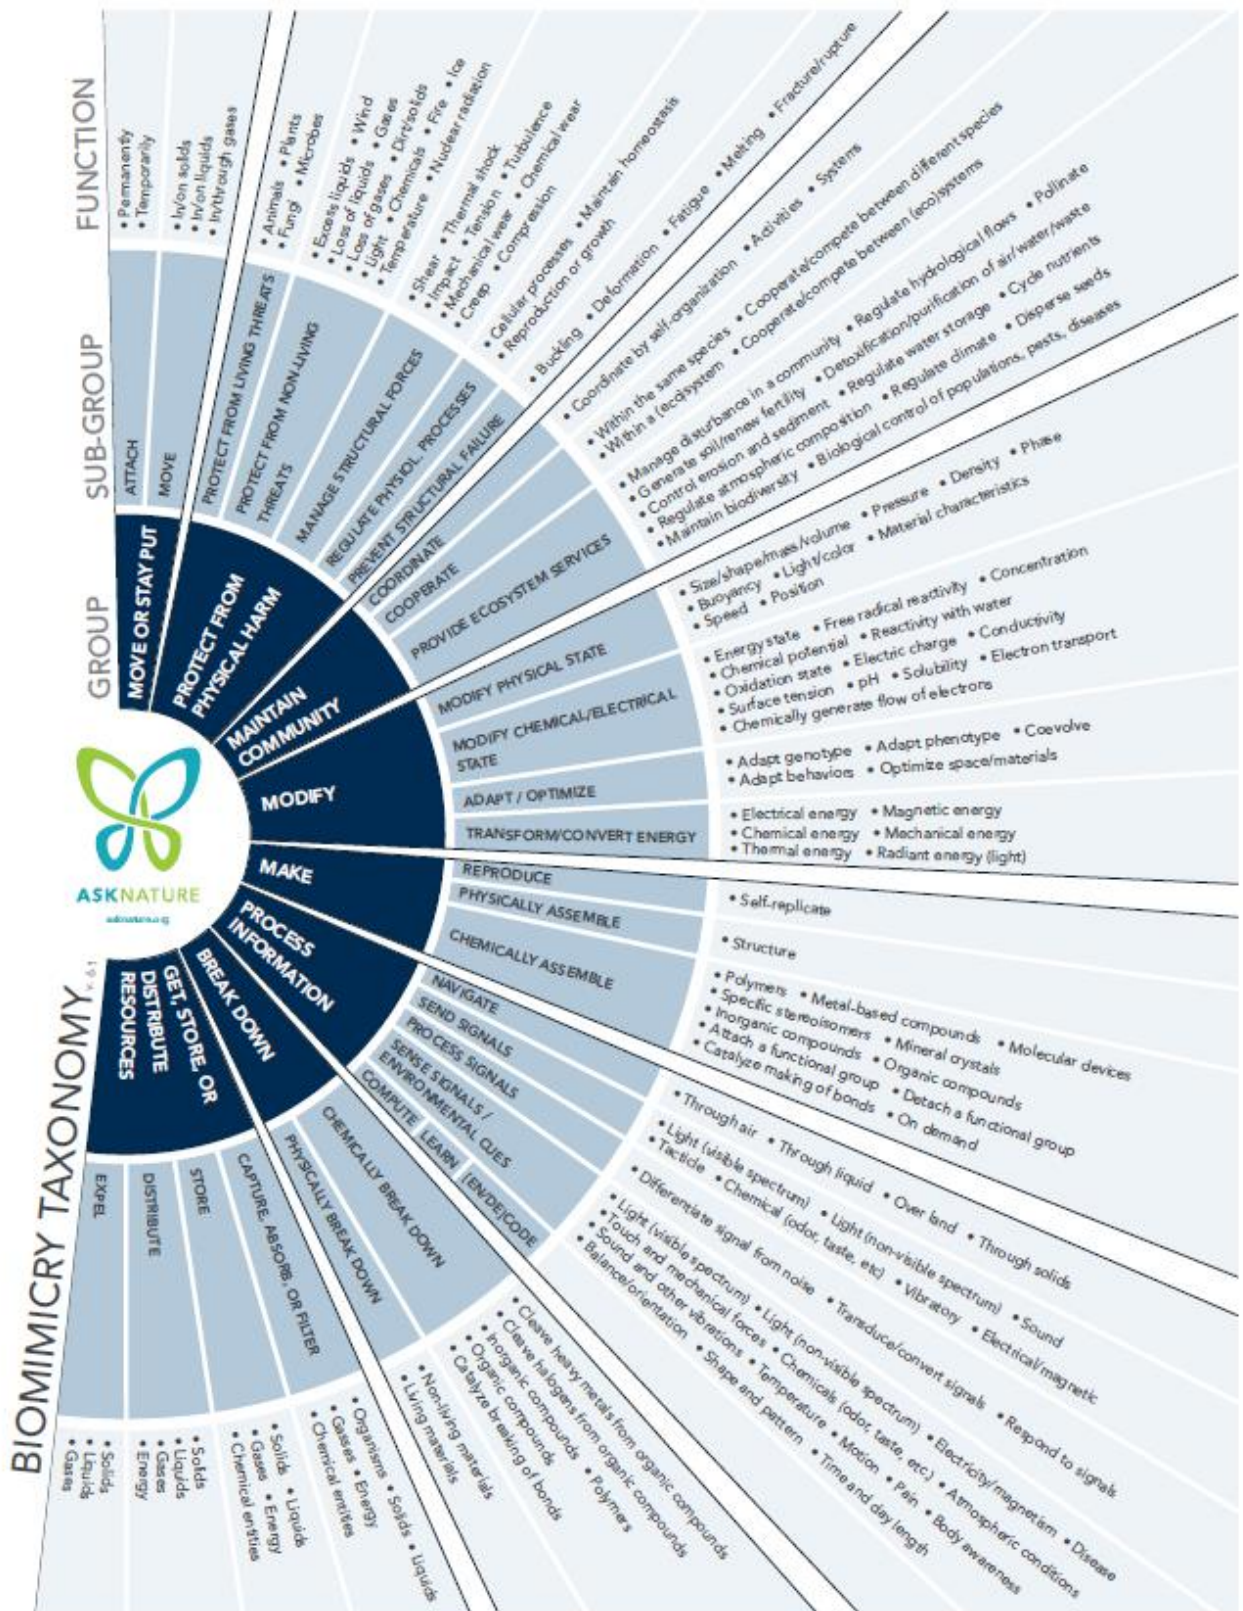 BIOMIMICRY TAXONOMY
v. 6.1
GROUP
SUB-GROUP
FUNCTION
ASKNATURE
asknature.org
MOVE OR STAY PUT
ATTACH
• Permanently
• Temporarily
MOVE
• In/on solids
• In/on liquids
• In/through gases
PROTECT FROM
PHYSICAL HARM
PROTECT FROM LIVING THREATS
• Animals • Plants
• Fungi • Microbes
PROTECT FROM NON-LIVING
THREATS
• Excess liquids • Wind
• Loss of liquids • Gases
• Loss of gases • Dirt/solids
• Light • Chemicals • Fire • Ice
• Temperature • Nuclear radiation
MANAGE STRUCTURAL FORCES
• Shear • Thermal shock
• Impact • Tension • Turbulence
• Mechanical wear • Chemical wear
• Creep • Compression
REGULATE PHYSIOL. PROCESSES
• Cellular processes • Maintain homeostasis
• Reproduction or growth
PREVENT STRUCTURAL FAILURE
• Buckling • Deformation • Fatigue • Melting • Fracture/rupture
MAINTAIN
COMMUNITY
COORDINATE
• Coordinate by self-organization • Activities • Systems
COOPERATE
• Within the same species • Cooperate/compete between different species
• Within a (eco)system • Cooperate/compete between (eco)systems
PROVIDE ECOSYSTEM SERVICES
• Manage disturbance in a community • Regulate hydrological flows • Pollinate
• Generate soil/renew fertility • Detoxification/purification of air/water/waste
• Control erosion and sediment • Regulate water storage • Cycle nutrients
• Regulate atmospheric composition • Regulate climate • Disperse seeds
• Maintain biodiversity • Biological control of populations, pests, diseases
MODIFY
MODIFY PHYSICAL STATE
• Size/shape/mass/volume • Pressure • Density • Phase
• Buoyancy • Light/color • Material characteristics
• Speed • Position
MODIFY CHEMICAL/ELECTRICAL
STATE
• Energy state • Free radical reactivity • Concentration
• Chemical potential • Reactivity with water
• Oxidation state • Electric charge • Conductivity
• Surface tension • pH • Solubility • Electron transport
• Chemically generate flow of electrons
ADAPT / OPTIMIZE
• Adapt genotype • Adapt phenotype • Coevolve
• Adapt behaviors • Optimize space/materials
TRANSFORM/CONVERT ENERGY
• Electrical energy • Magnetic energy
• Chemical energy • Mechanical energy
• Thermal energy • Radiant energy (light)
MAKE
REPRODUCE
• Self-replicate
PHYSICALLY ASSEMBLE
• Structure
CHEMICALLY ASSEMBLE
• Polymers • Metal-based compounds • Molecular devices
• Specific stereoisomers • Mineral crystals
• Inorganic compounds • Organic compounds
• Attach a functional group • Detach a functional group
• Catalyze making of bonds • On demand
PROCESS
INFORMATION
NAVIGATE
• Through air • Through liquid • Over land • Through solids
SEND SIGNALS
• Light (visible spectrum) • Light (non-visible spectrum) • Sound
• Tacticle • Chemical (odor, taste, etc) • Vibratory • Electrical/magnetic
PROCESS SIGNALS
• Differentiate signal from noise • Transduce/convert signals • Respond to signals
SENSE SIGNALS /
ENVIRONMENTAL CUES
• Light (visible spectrum) • Light (non-visible spectrum) • Electricity/magnetism • Disease
• Touch and mechanical forces • Chemicals (odor, taste, etc.) • Atmospheric conditions
• Sound and other vibrations • Temperature • Motion • Pain • Body awareness
• Balance/orientation • Shape and pattern • Time and day length
COMPUTE
LEARN
[EN/DE]CODE
BREAK DOWN
CHEMICALLY BREAK DOWN
• Cleave heavy metals from organic compounds
• Cleave halogens from organic compounds
• Inorganic compounds • Polymers
• Organic compounds
• Catalyze breaking of bonds
PHYSICALLY BREAK DOWN
• Non-living materials
• Living materials
GET, STORE, OR
DISTRIBUTE
RESOURCES
CAPTURE, ABSORB, OR FILTER
• Organisms • Solids • Liquids
• Gasses • Energy
• Chemical entities
STORE
• Solids • Liquids
• Gases • Energy
• Chemical entities
DISTRIBUTE
• Solids
• Liquids
• Gases
• Energy
EXPEL
• Solids
• Liquids
• Gases